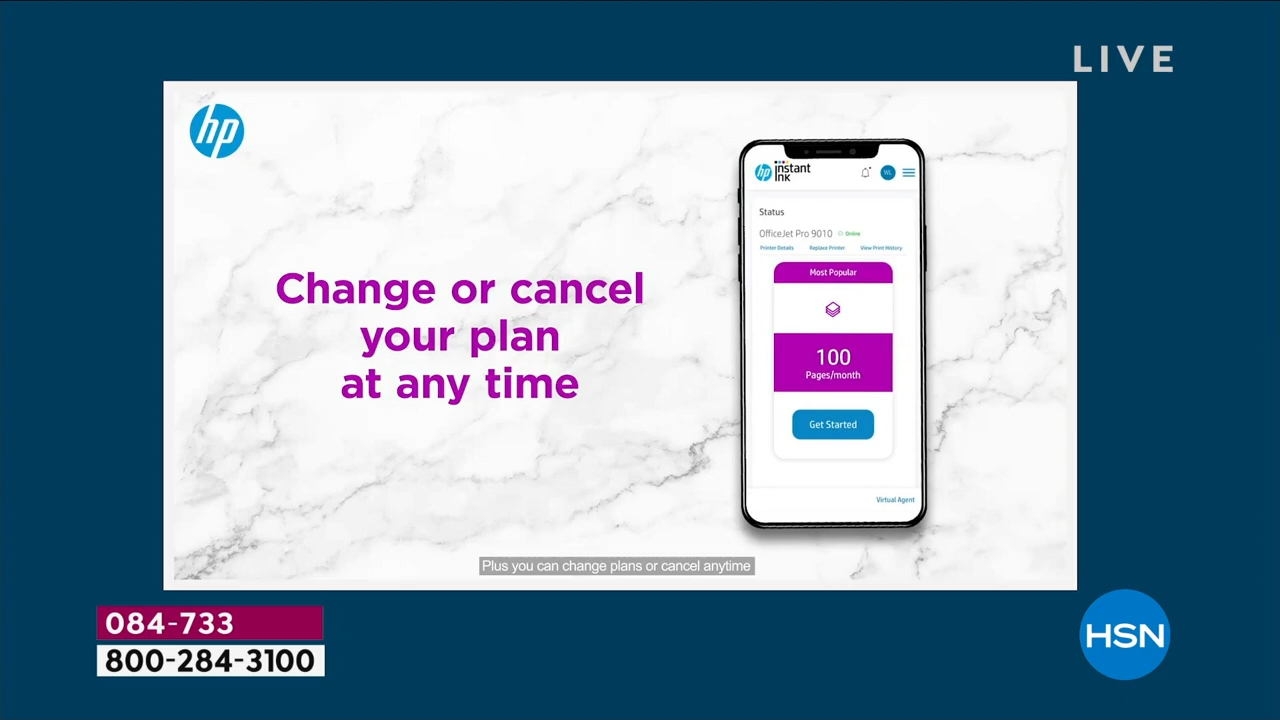 LIVE
hp
Change or cancel
your plan
at any time
hp instant
ink
WL
Status
OfficeJet Pro 9010 Online
Printer Details Replace Printer View Print History
Most Popular
100
Pages/month
Get Started
Virtual Agent
Plus you can change plans or cancel anytime
084-733
800-284-3100
HSN